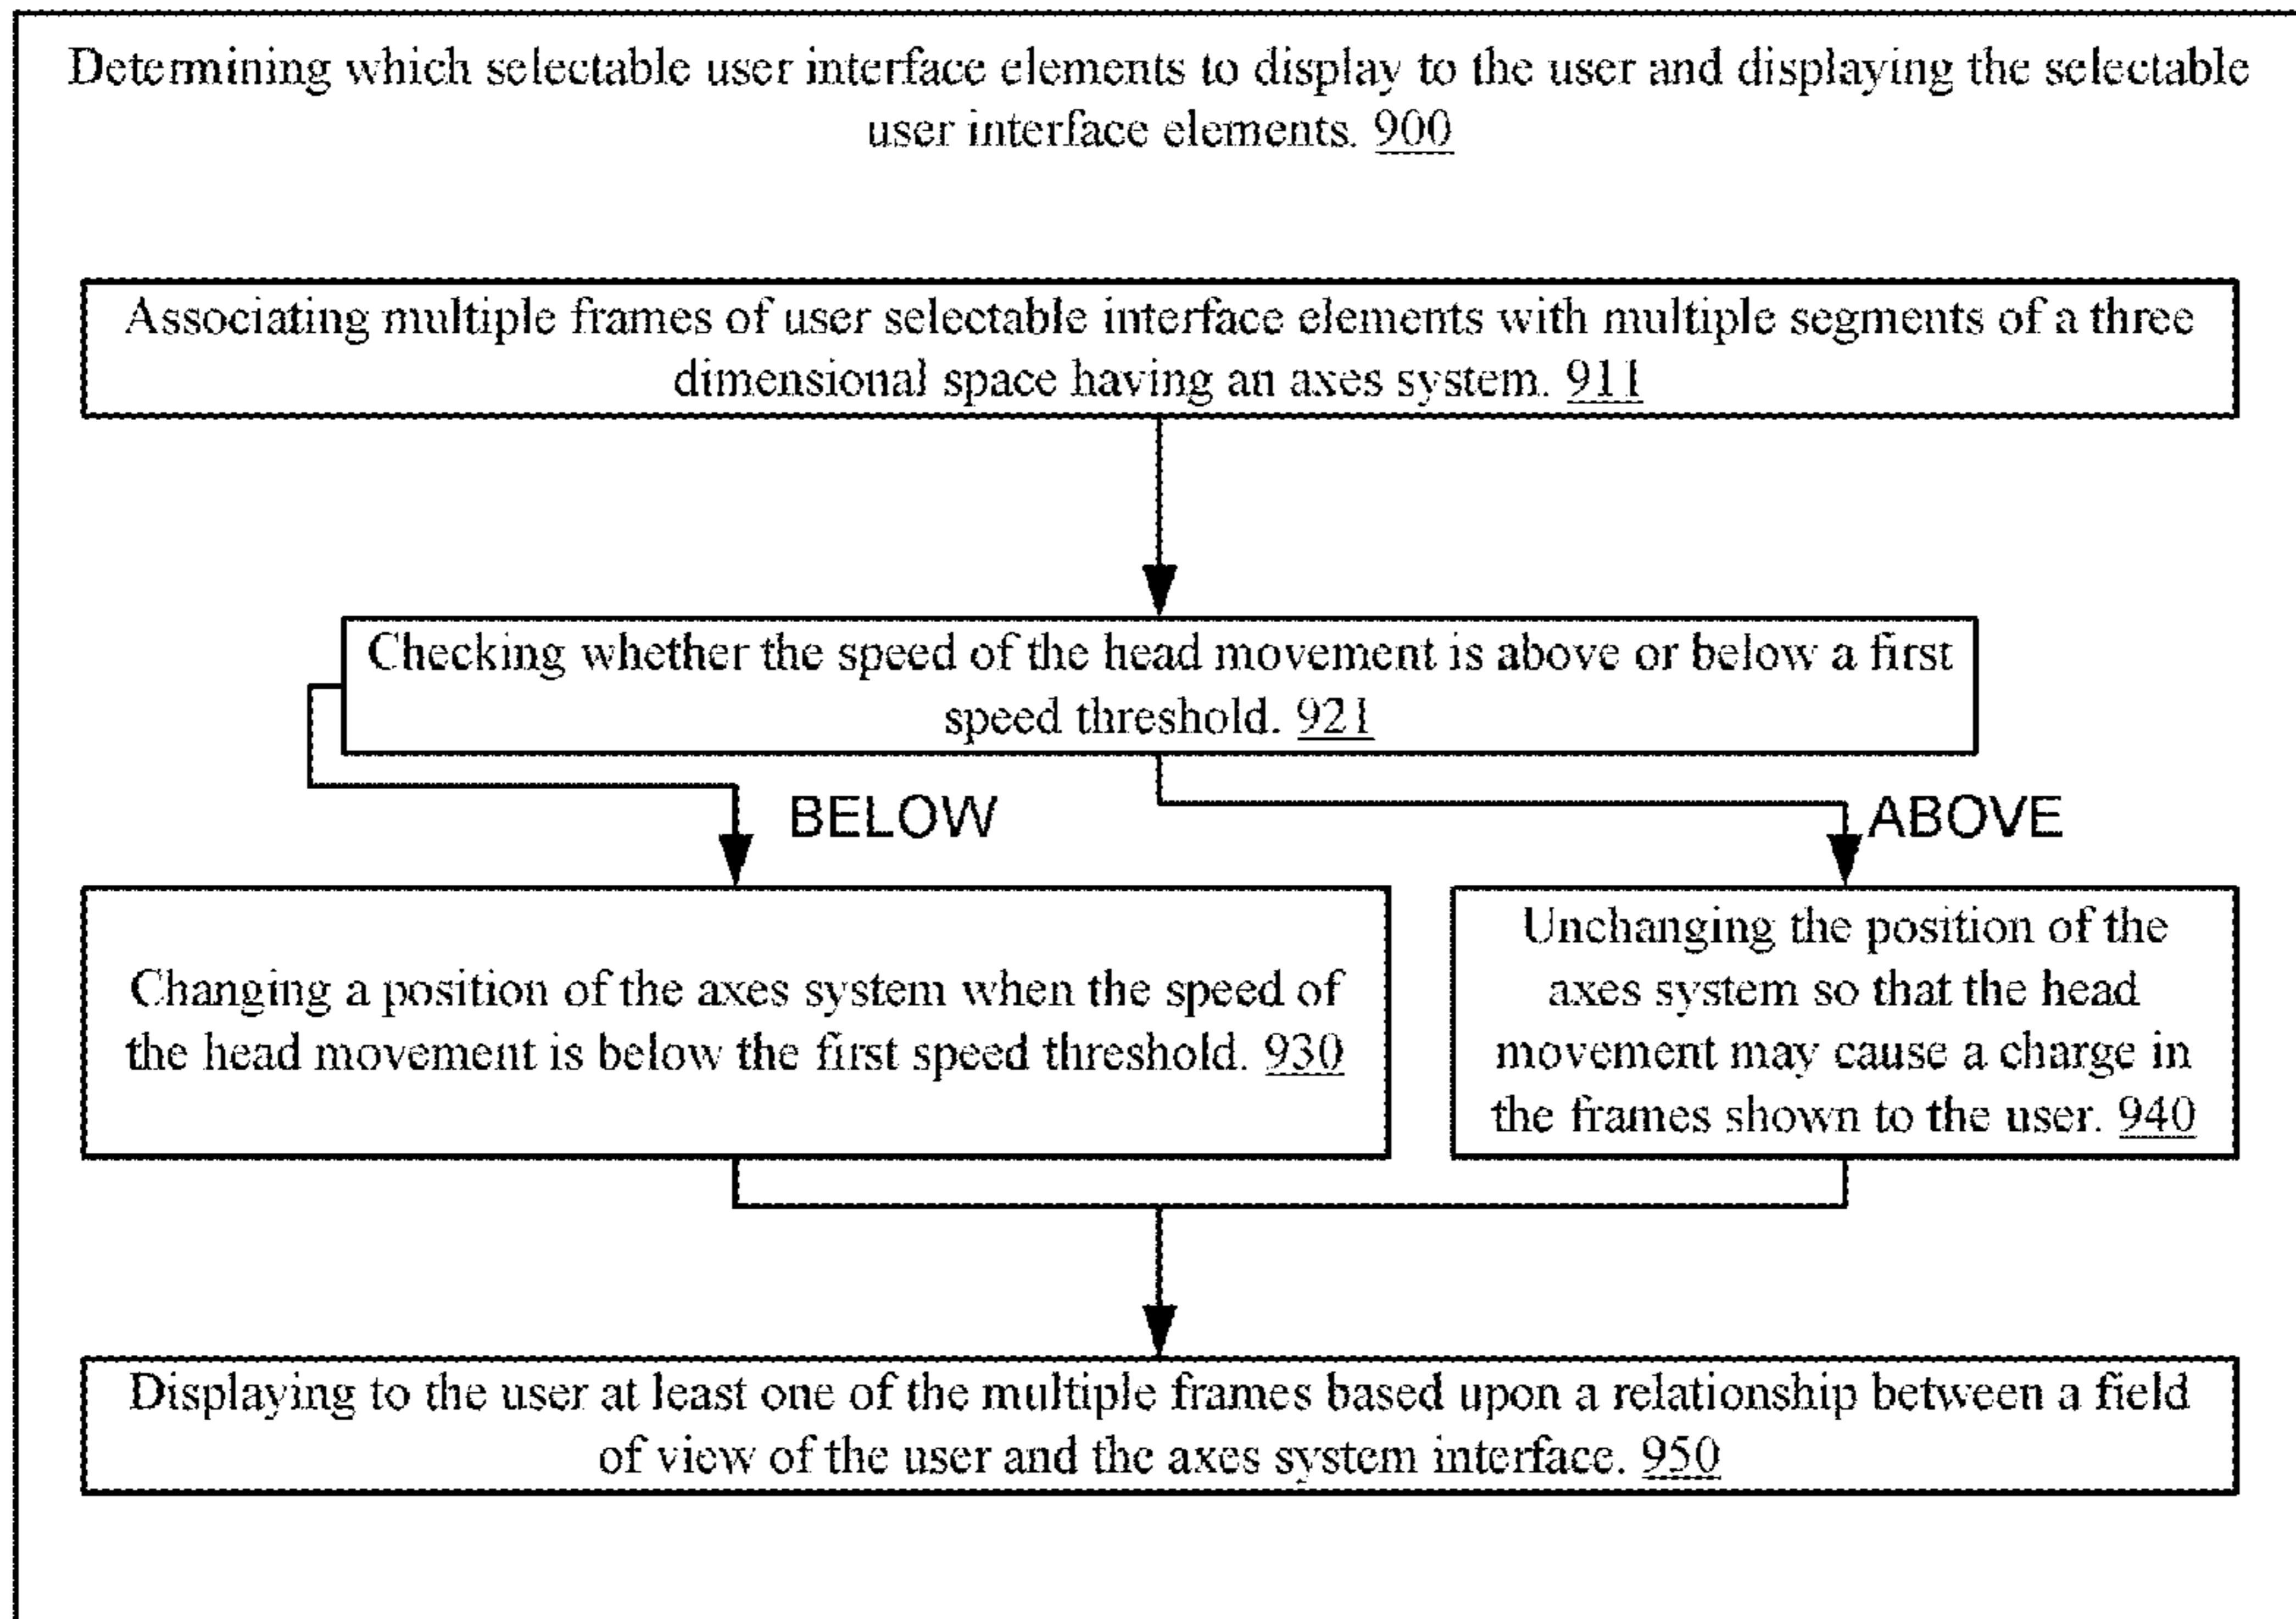 Determining which selectable user interface elements to display to the user and displaying the selectable
user interface elements. 900
Associating multiple frames of user selectable interface elements with multiple segments of a three
dimensional space having an axes system. 911
Checking whether the speed of the head movement is above or below a first
speed threshold. 921
BELOW
ABOVE
Changing a position of the axes system when the speed of
the head movement is below the first speed threshold. 930
Unchanging the position of the
axes system so that the head
movement may cause a charge in
the frames shown to the user. 940
Displaying to the user at least one of the multiple frames based upon a relationship between a field
of view of the user and the axes system interface. 950